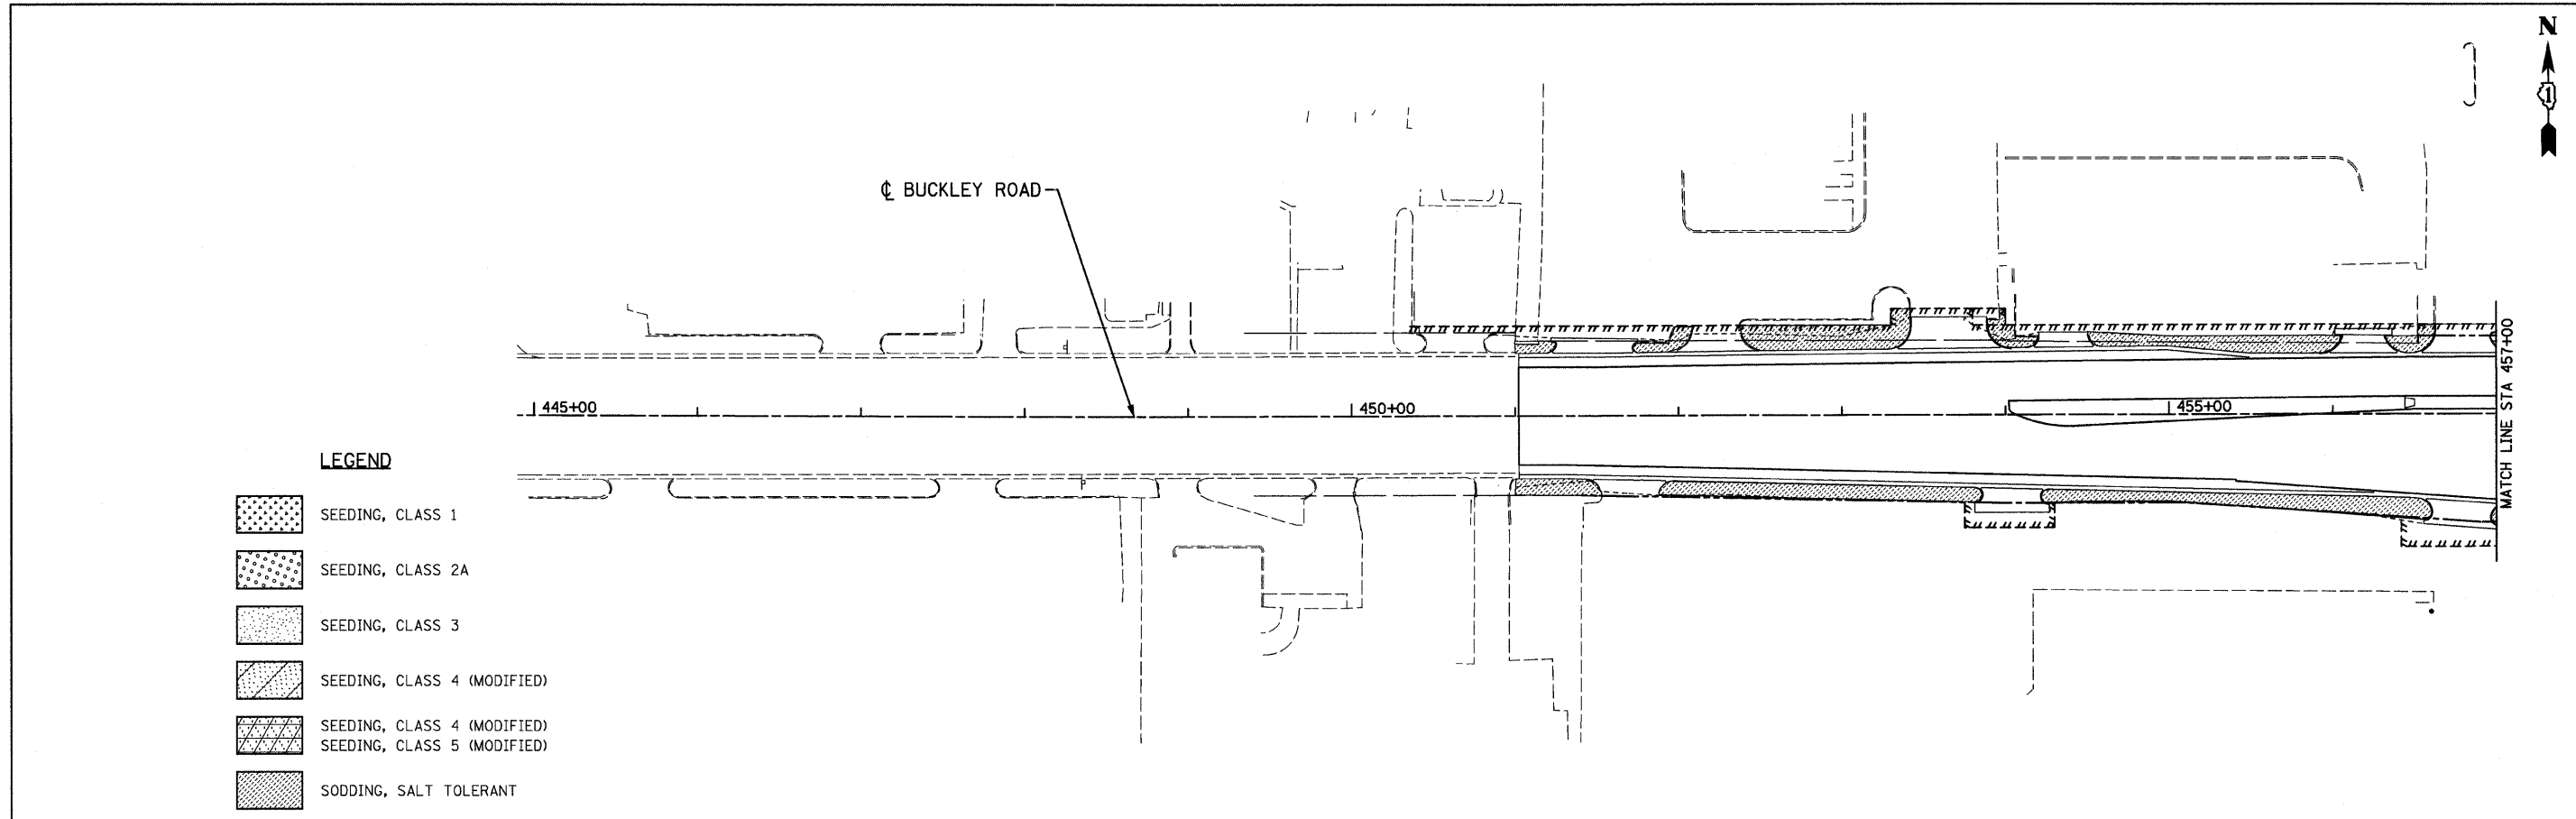 N
1
℄ BUCKLEY ROAD
445+00
450+00
455+00
MATCH LINE STA 457+00
LEGEND
SEEDING, CLASS 1
SEEDING, CLASS 2A
SEEDING, CLASS 3
SEEDING, CLASS 4 (MODIFIED)
SEEDING, CLASS 4 (MODIFIED)
SEEDING, CLASS 5 (MODIFIED)
SODDING, SALT TOLERANT